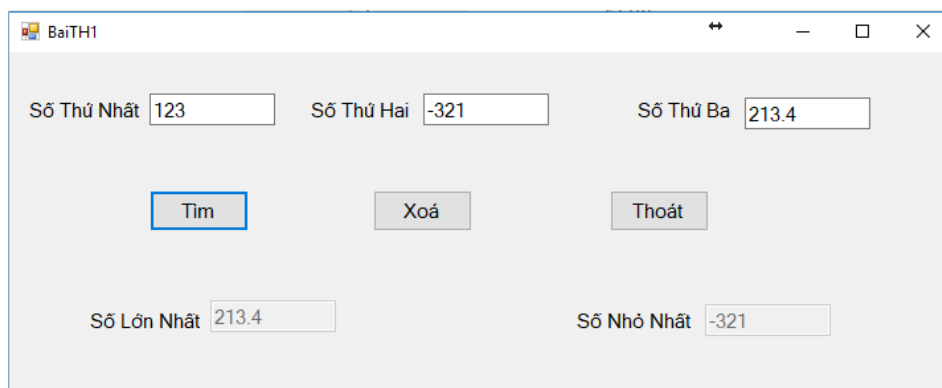 BaiTH1
Số Thứ Nhất 123 Số Thứ Hai -321 Số Thứ Ba 213.4
Tìm Xoá Thoát
Số Lớn Nhất 213.4 Số Nhỏ Nhất -321